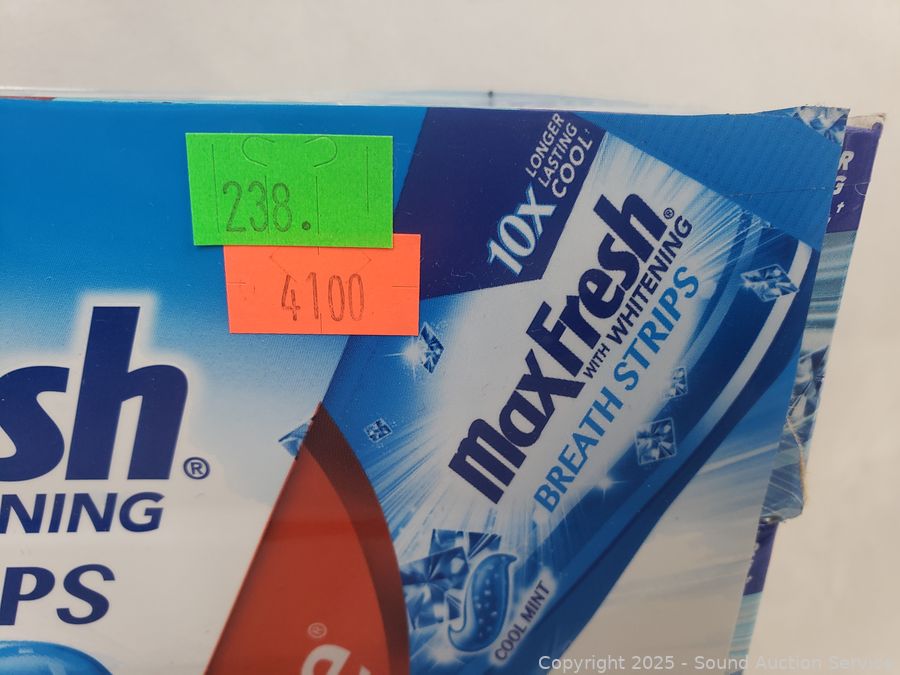 238.
4100
10X
LONGER
LASTING
COOL
MaxFresh®
WITH WHITENING
BREATH STRIPS
COOL MINT
sh®
NING
PS
®
e
R
G
Copyright 2025 - Sound Auction Service